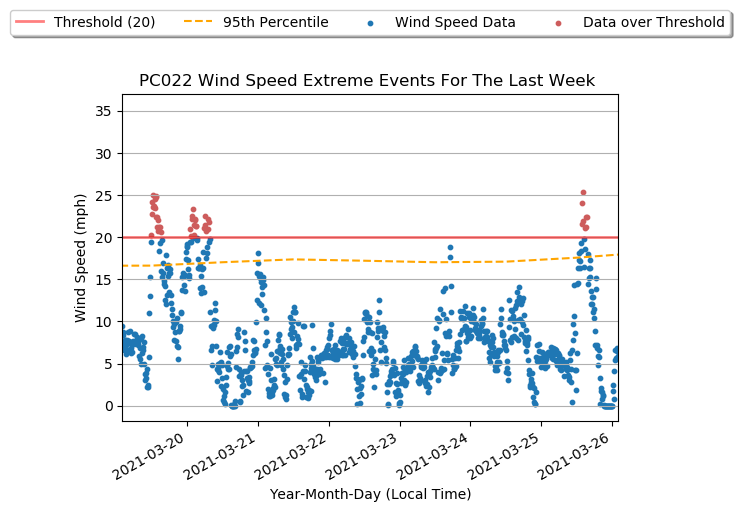 Threshold (20) 95th Percentile Wind Speed Data Data over Threshold
PC022 Wind Speed Extreme Events For The Last Week
35
30
25
20
15
10
5
0
Wind Speed (mph)
2021-03-20 2021-03-21 2021-03-22 2021-03-23 2021-03-24 2021-03-25 2021-03-26
Year-Month-Day (Local Time)